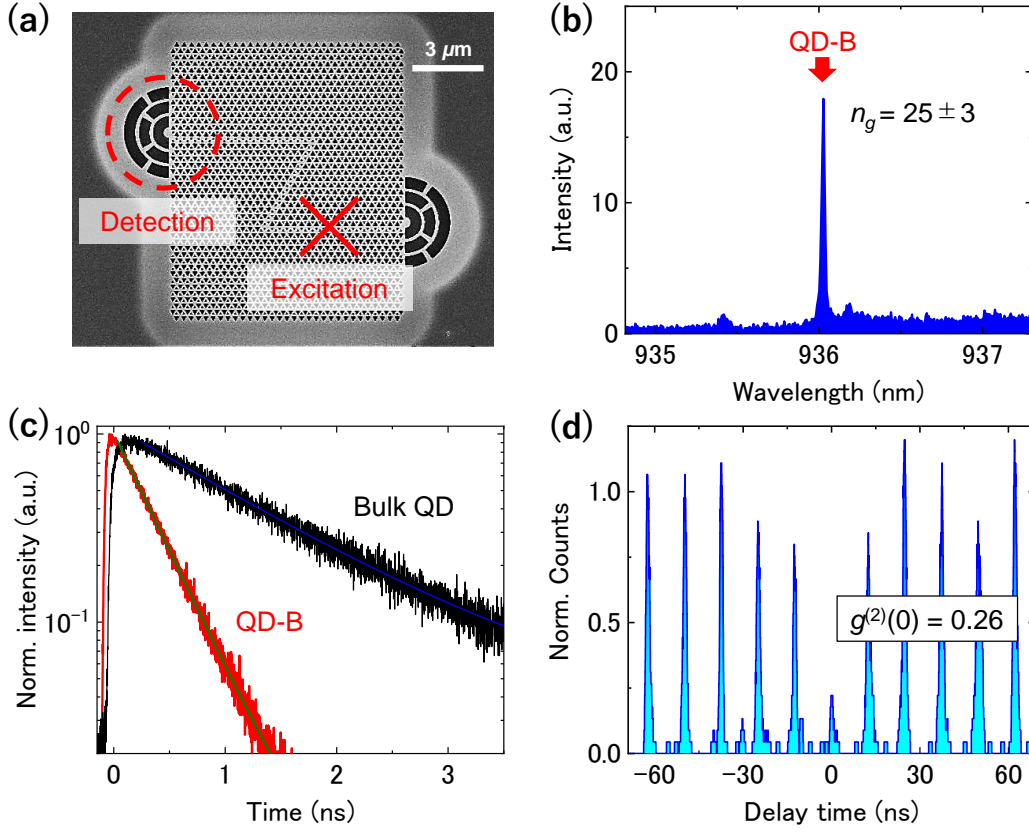 (a)
3 µm
Detection
Excitation
(b)
QD-B
n_g = 25 ± 3
20
10
0
Intensity (a.u.)
935
936
937
Wavelength (nm)
(c)
10⁰
10⁻¹
Norm. intensity (a.u.)
Bulk QD
QD-B
0
1
2
3
Time (ns)
(d)
1.0
0.5
0.0
Norm. Counts
g⁽²⁾(0) = 0.26
−60
−30
0
30
60
Delay time (ns)